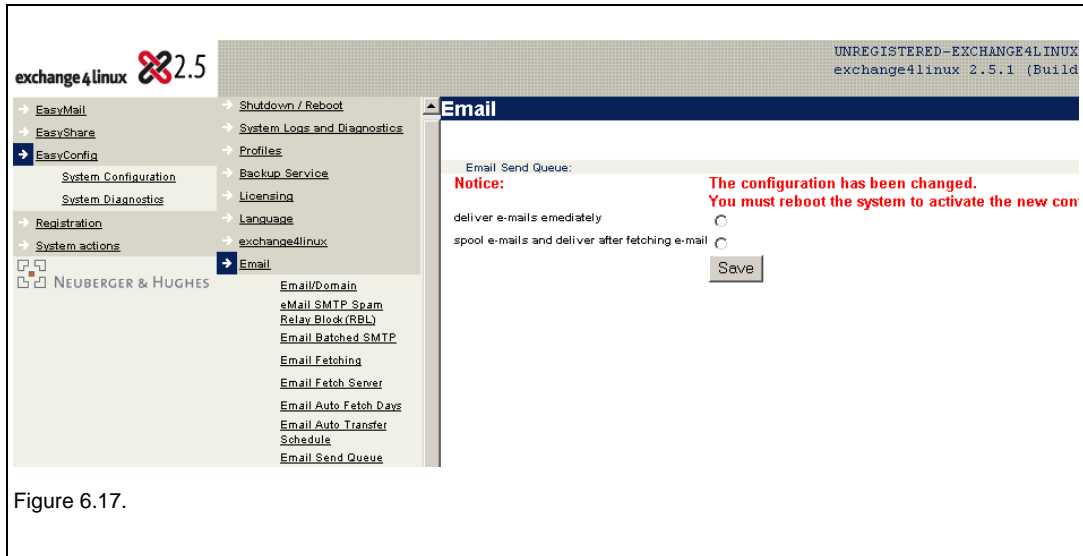 exchange4linux 2.5
UNREGISTERED-EXCHANGE4LINUX
exchange4linux 2.5.1 (Build
EasyMail
EasyShare
EasyConfig
System Configuration
System Diagnostics
Registration
System actions
NEUBERGER & HUGHES
Shutdown / Reboot
System Logs and Diagnostics
Profiles
Backup Service
Licensing
Language
exchange4linux
Email
Email/Domain
eMail SMTP Spam
Relay Block (RBL)
Email Batched SMTP
Email Fetching
Email Fetch Server
Email Auto Fetch Days
Email Auto Transfer
Schedule
Email Send Queue
Email
Email Send Queue:
Notice: The configuration has been changed.
You must reboot the system to activate the new con
deliver e-mails emediately
spool e-mails and deliver after fetching e-mail
Save
Figure 6.17.